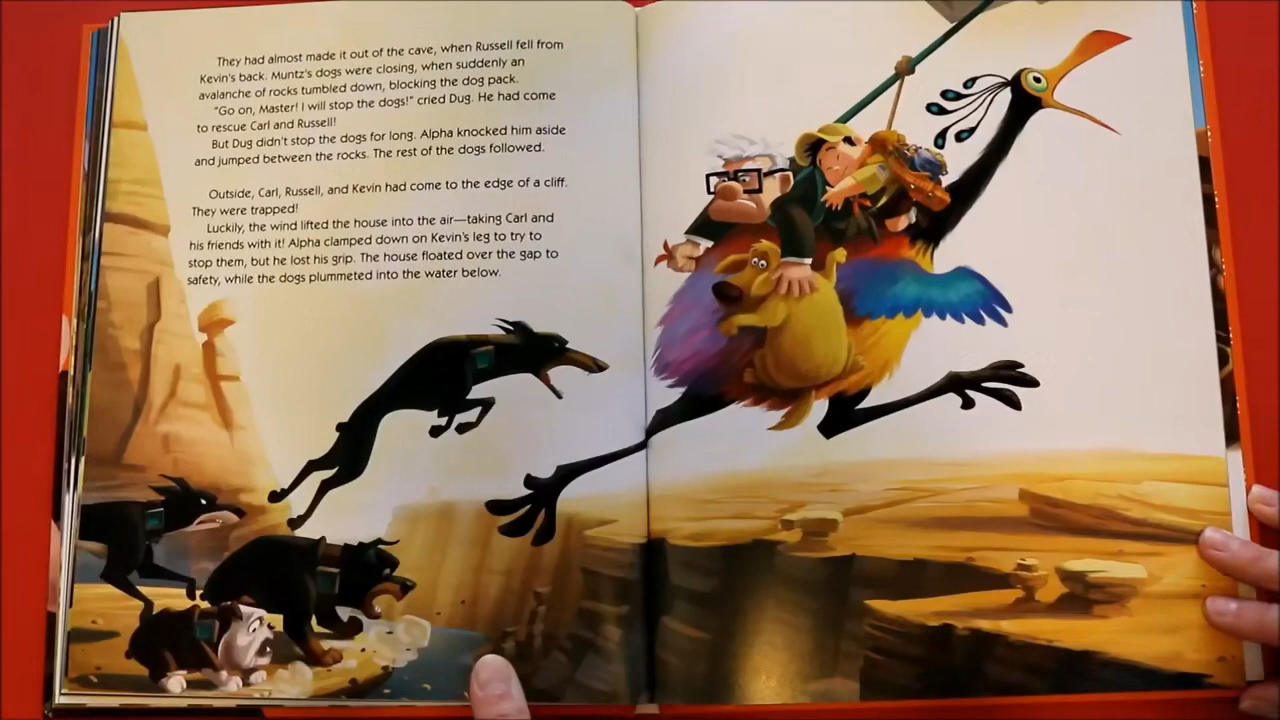 They had almost made it out of the cave, when Russell fell from
Kevin's back. Muntz's dogs were closing, when suddenly an
avalanche of rocks tumbled down, blocking the dog pack.
"Go on, Master! I will stop the dogs!" cried Dug. He had come
to rescue Carl and Russell!
But Dug didn't stop the dogs for long. Alpha knocked him aside
and jumped between the rocks. The rest of the dogs followed.
Outside, Carl, Russell, and Kevin had come to the edge of a cliff.
They were trapped!
Luckily, the wind lifted the house into the air—taking Carl and
his friends with it! Alpha clamped down on Kevin's leg to try to
stop them, but he lost his grip. The house floated over the gap to
safety, while the dogs plummeted into the water below.